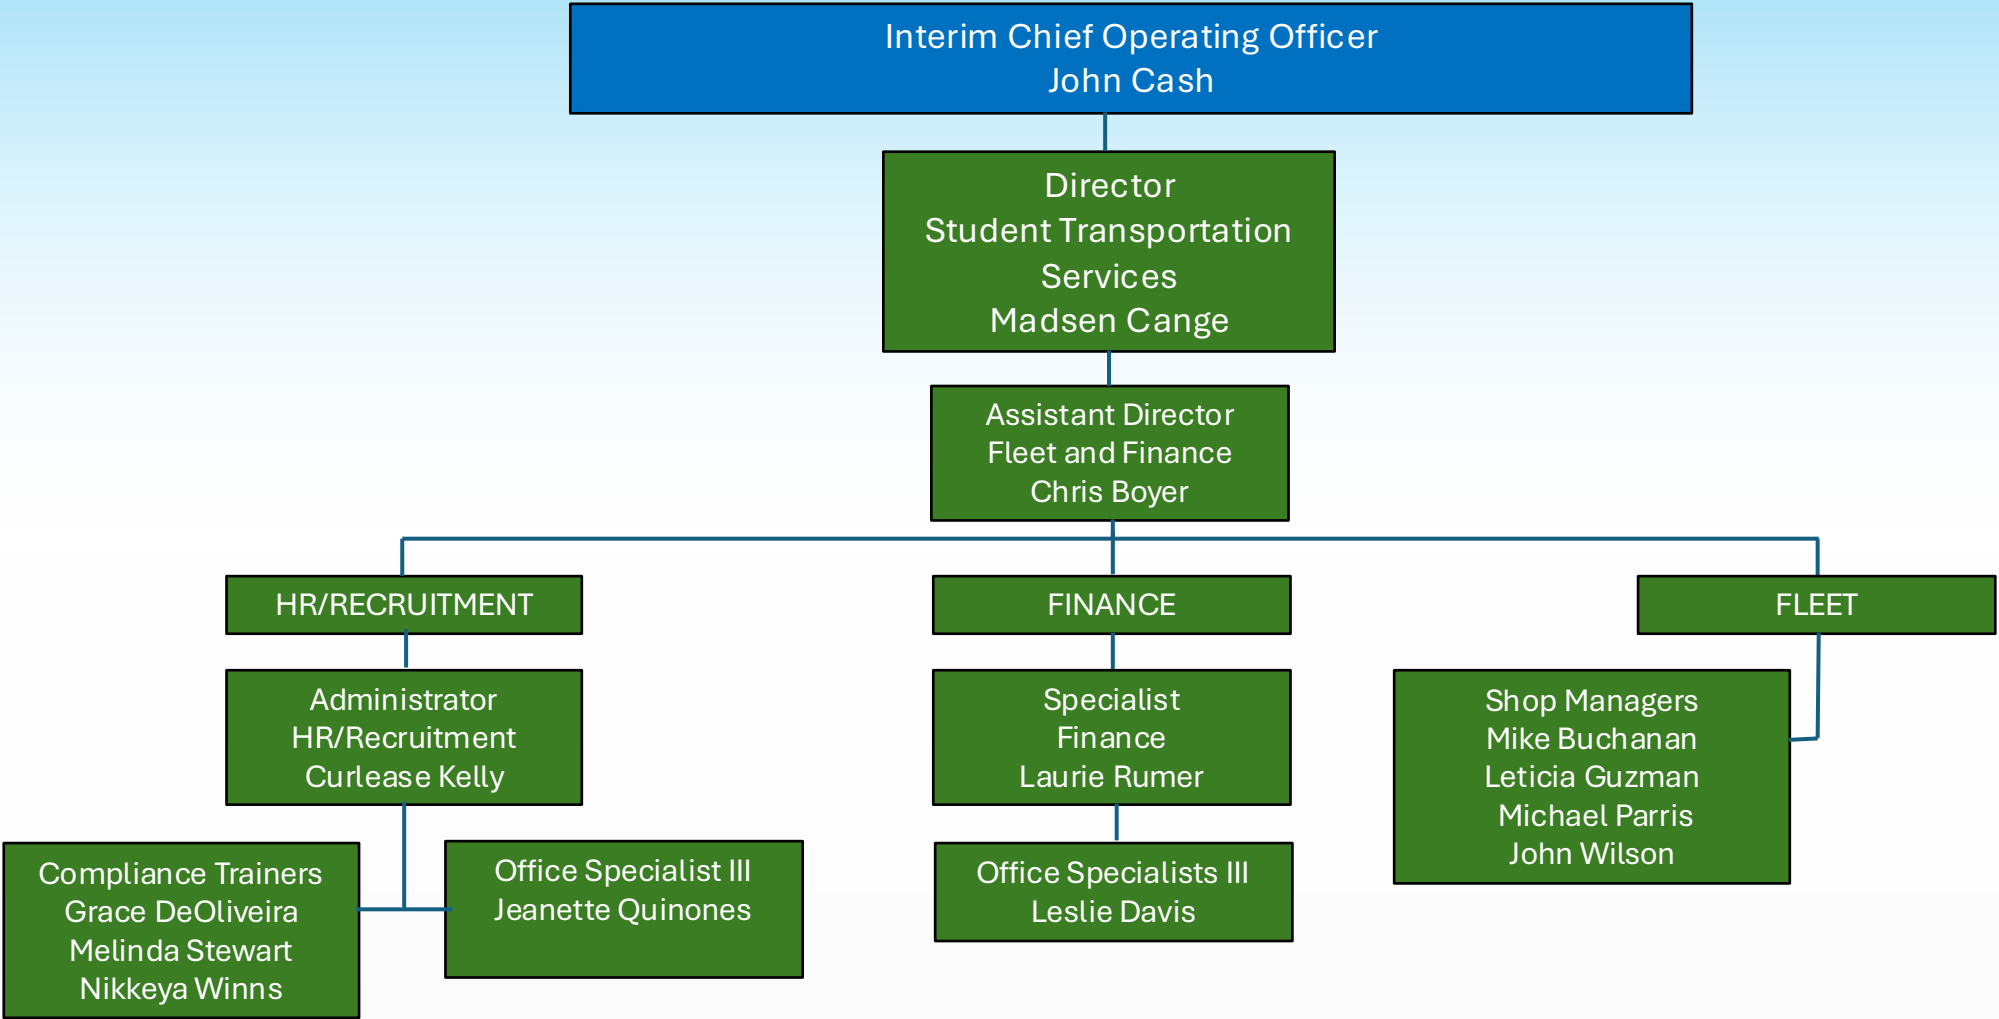 Interim Chief Operating Officer
John Cash
Director
Student Transportation
Services
Madsen Cange
Assistant Director
Fleet and Finance
Chris Boyer
HR/RECRUITMENT
FINANCE
FLEET
Administrator
HR/Recruitment
Curlease Kelly
Specialist
Finance
Laurie Rumer
Shop Managers
Mike Buchanan
Leticia Guzman
Michael Parris
John Wilson
Compliance Trainers
Grace DeOliveira
Melinda Stewart
Nikkeya Winns
Office Specialist III
Jeanette Quinones
Office Specialists III
Leslie Davis